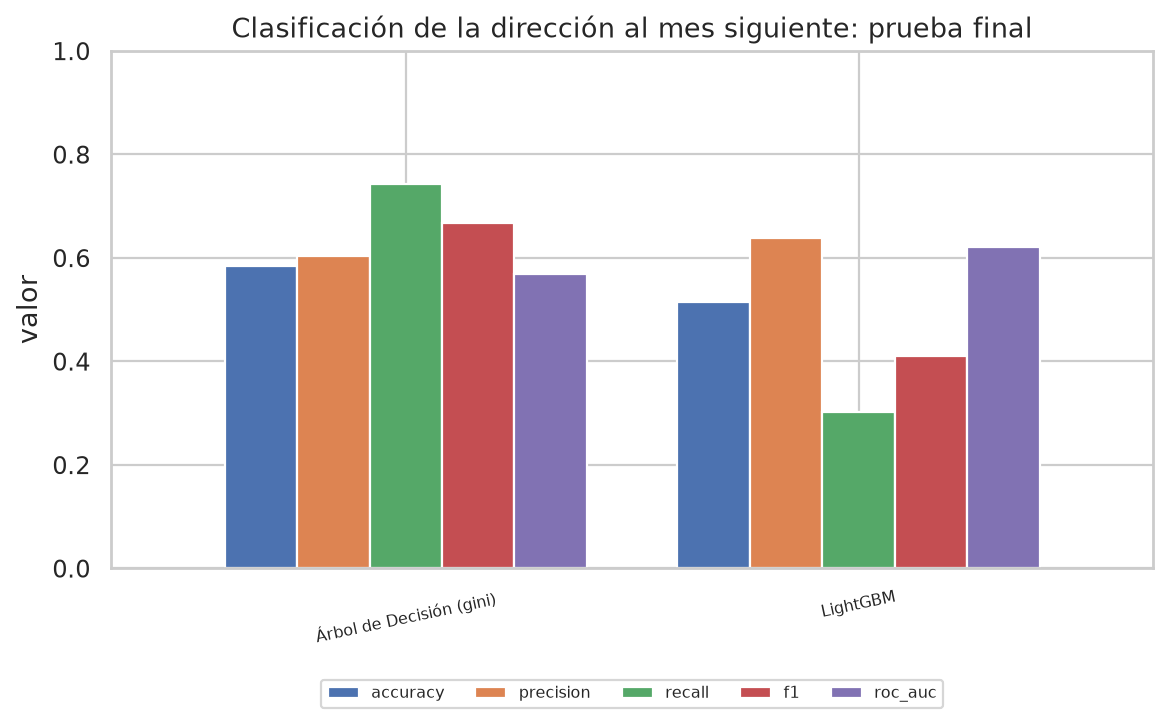 Clasificación de la dirección al mes siguiente: prueba final
valor
1.0
0.8
0.6
0.4
0.2
0.0
Árbol de Decisión (gini)
LightGBM
accuracy precision recall f1 roc_auc